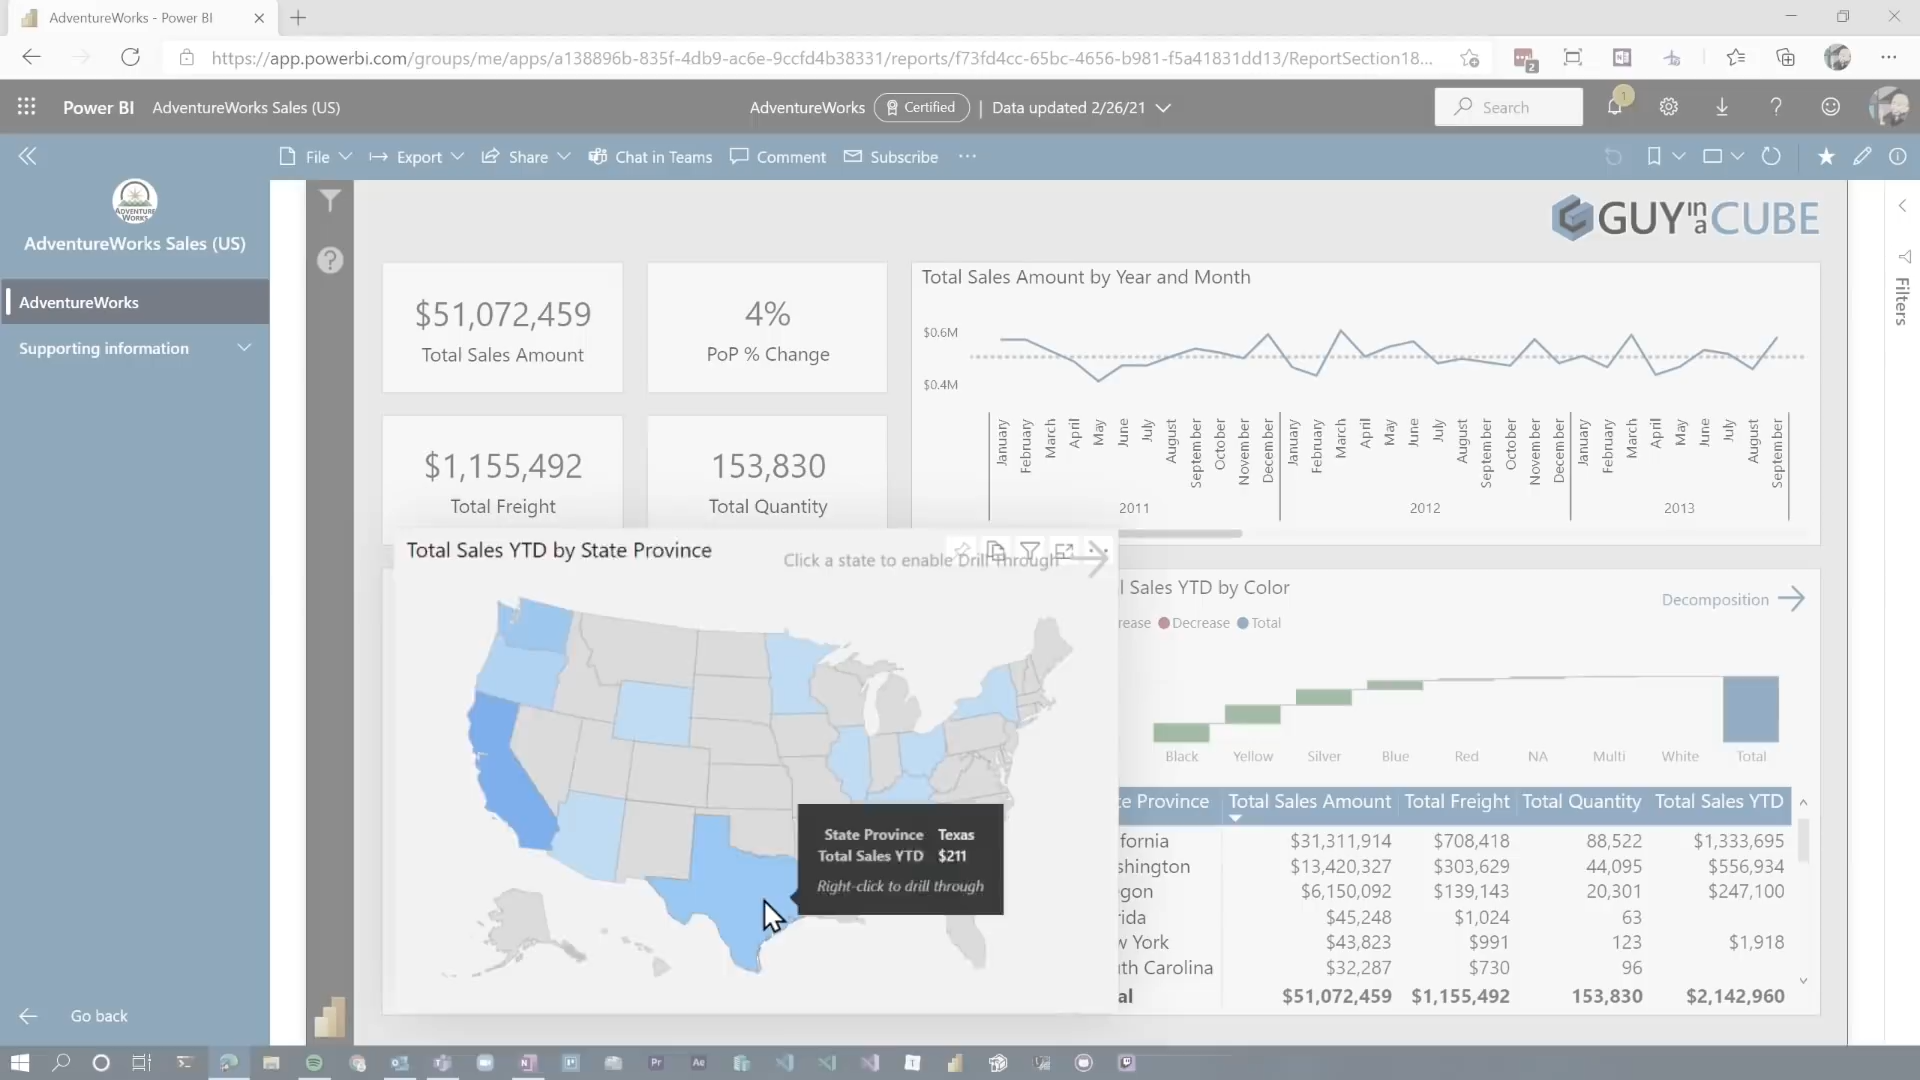 AdventureWorks - Power BI
https://app.powerbi.com/groups/me/apps/a138896b-835f-4db9-ac6e-9ccfd4b38331/reports/f73fd4cc-65bc-4656-b981-f5a41831dd13/ReportSection18...
2
Power BI AdventureWorks Sales (US)
AdventureWorks Certified | Data updated 2/26/21
Search
1
File Export Share Chat in Teams Comment Subscribe
ADVENTURE WORKS
AdventureWorks Sales (US)
AdventureWorks
Supporting information
Go back
GUY in a CUBE
Filters
$51,072,459
Total Sales Amount
4%
PoP % Change
$1,155,492
Total Freight
153,830
Total Quantity
Total Sales Amount by Year and Month
$0.6M
$0.4M
January February March April May June July August September October November December January February March April May June July August September October November December January February March April May June July August September
2011 2012 2013
Total Sales YTD by State Province
Click a state to enable Drill Through
State Province Texas
Total Sales YTD $211
Right-click to drill through
l Sales YTD by Color
Decomposition
rease Decrease Total
Black Yellow Silver Blue Red NA Multi White Total
te Province Total Sales Amount Total Freight Total Quantity Total Sales YTD
fornia $31,311,914 $708,418 88,522 $1,333,695
shington $13,420,327 $303,629 44,095 $556,934
gon $6,150,092 $139,143 20,301 $247,100
rida $45,248 $1,024 63
w York $43,823 $991 123 $1,918
th Carolina $32,287 $730 96
al $51,072,459 $1,155,492 153,830 $2,142,960
Pr Ae